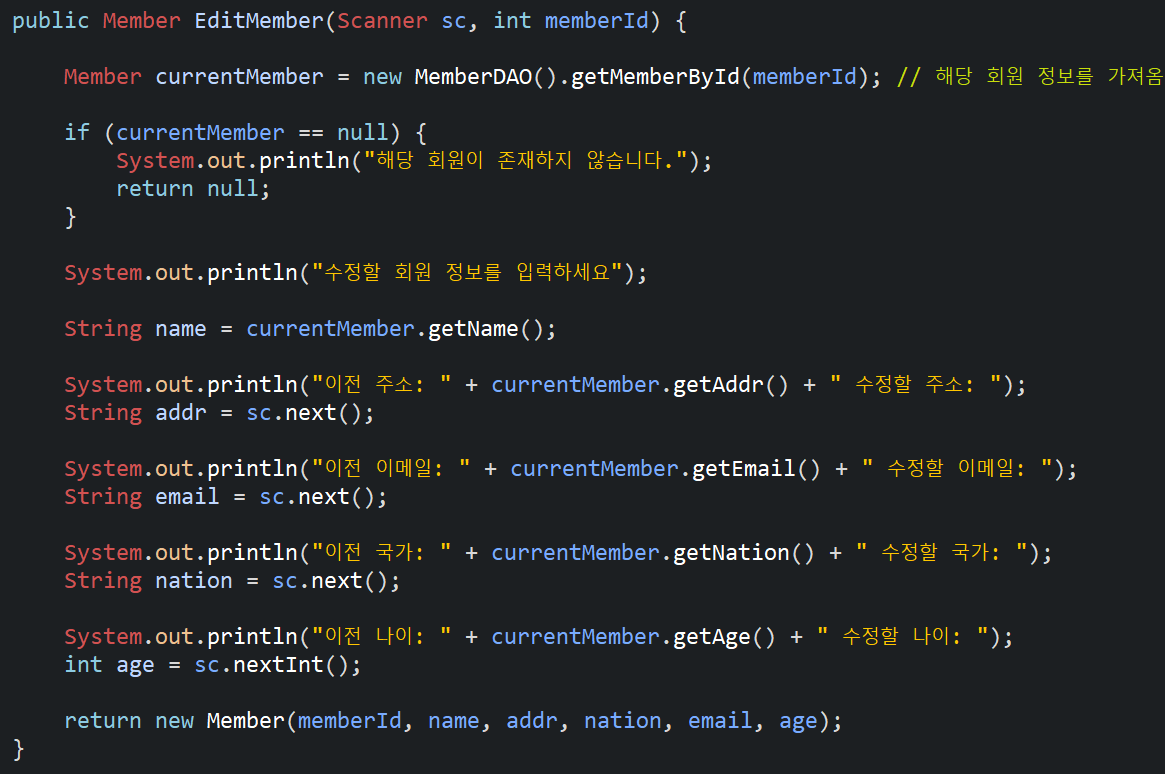 public Member EditMember(Scanner sc, int memberId) {
Member currentMember = new MemberDAO().getMemberById(memberId); // 해당 회원 정보를 가져옴
if (currentMember == null) {
System.out.println("해당 회원이 존재하지 않습니다.");
return null;
}
System.out.println("수정할 회원 정보를 입력하세요");
String name = currentMember.getName();
System.out.println("이전 주소: " + currentMember.getAddr() + " 수정할 주소: ");
String addr = sc.next();
System.out.println("이전 이메일: " + currentMember.getEmail() + " 수정할 이메일: ");
String email = sc.next();
System.out.println("이전 국가: " + currentMember.getNation() + " 수정할 국가: ");
String nation = sc.next();
System.out.println("이전 나이: " + currentMember.getAge() + " 수정할 나이: ");
int age = sc.nextInt();
return new Member(memberId, name, addr, nation, email, age);
}